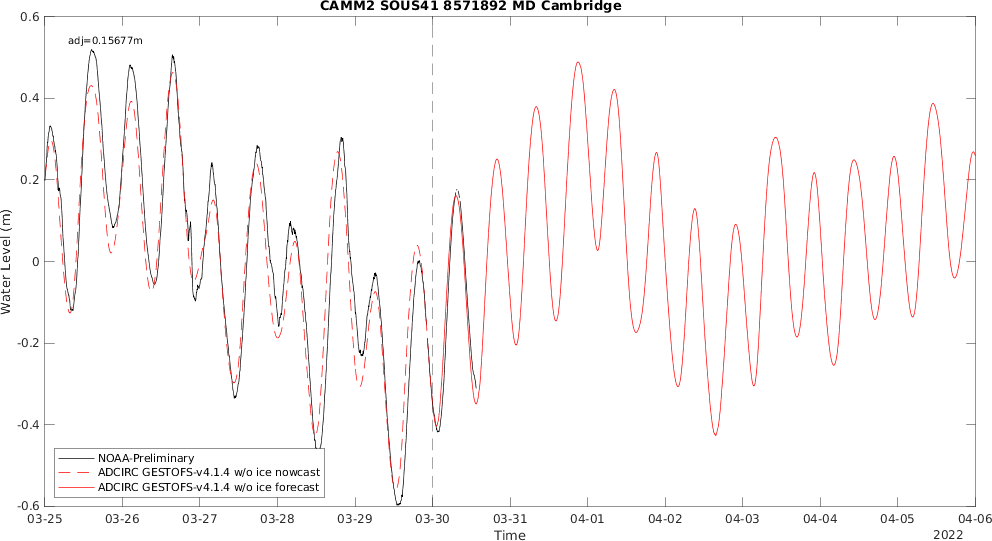 CAMM2 SOUS41 8571892 MD Cambridge
adj=0.15677m
0.6
0.4
0.2
0
-0.2
-0.4
-0.6
Water Level (m)
NOAA-Preliminary
ADCIRC GESTOFS-v4.1.4 w/o ice nowcast
ADCIRC GESTOFS-v4.1.4 w/o ice forecast
03-25 03-26 03-27 03-28 03-29 03-30 03-31 04-01 04-02 04-03 04-04 04-05 04-06
Time
2022